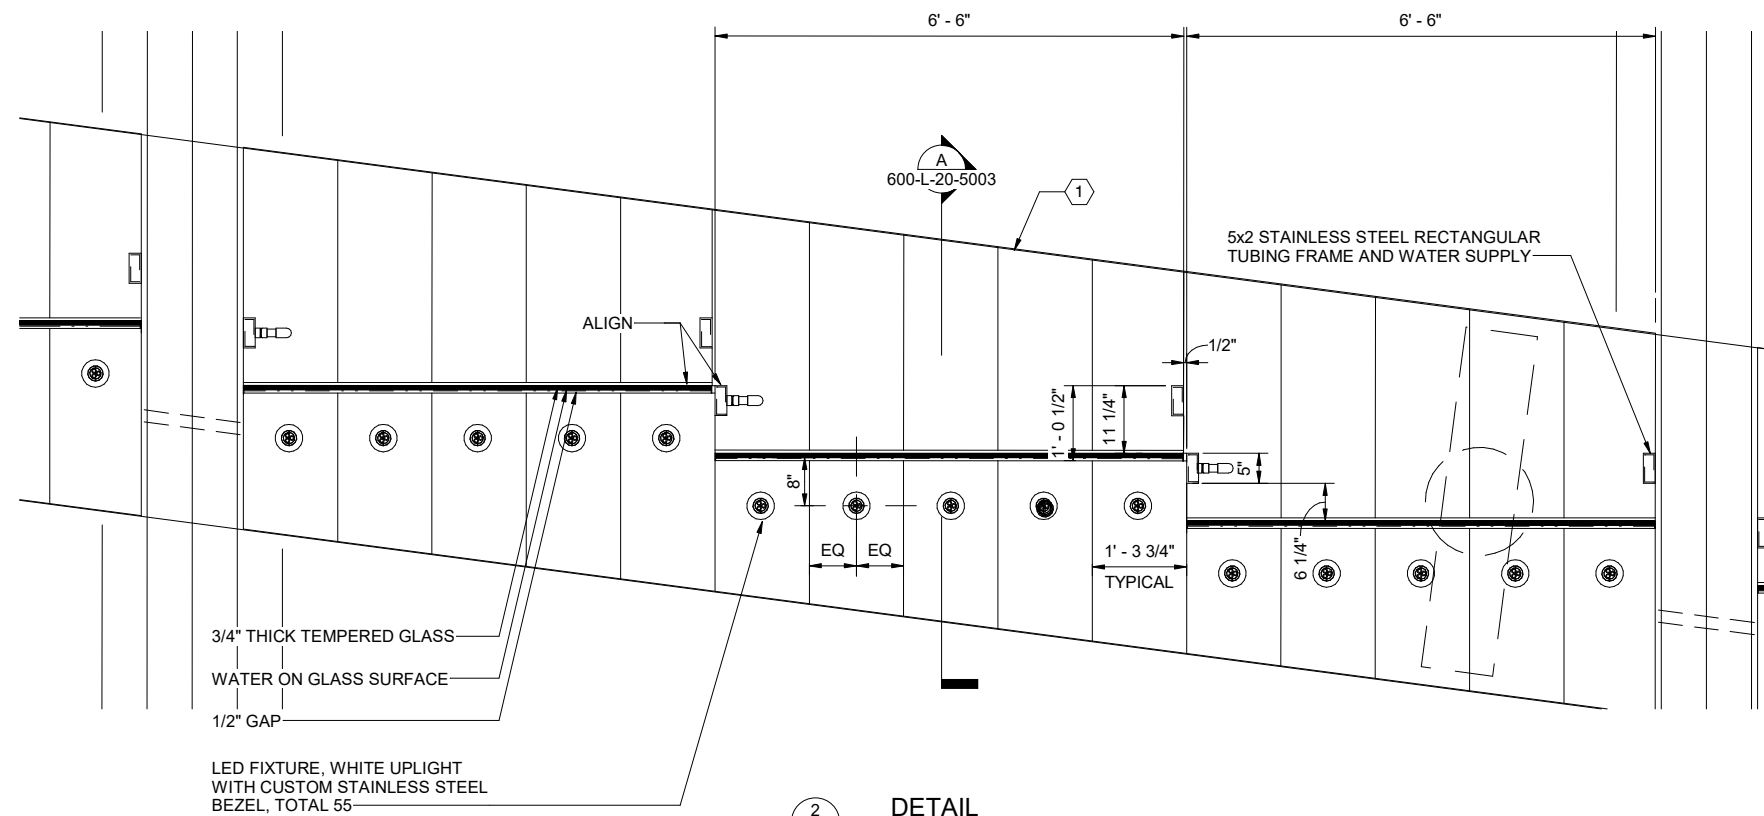 6' - 6"
6' - 6"
A
600-L-20-5003
1
5x2 STAINLESS STEEL RECTANGULAR
TUBING FRAME AND WATER SUPPLY
ALIGN
1/2"
1' - 0 1/2"
11 1/4"
5"
8"
6 1/4"
EQ
EQ
1' - 3 3/4"
TYPICAL
3/4" THICK TEMPERED GLASS
WATER ON GLASS SURFACE
1/2" GAP
LED FIXTURE, WHITE UPLIGHT
WITH CUSTOM STAINLESS STEEL
BEZEL, TOTAL 55
2
DETAIL